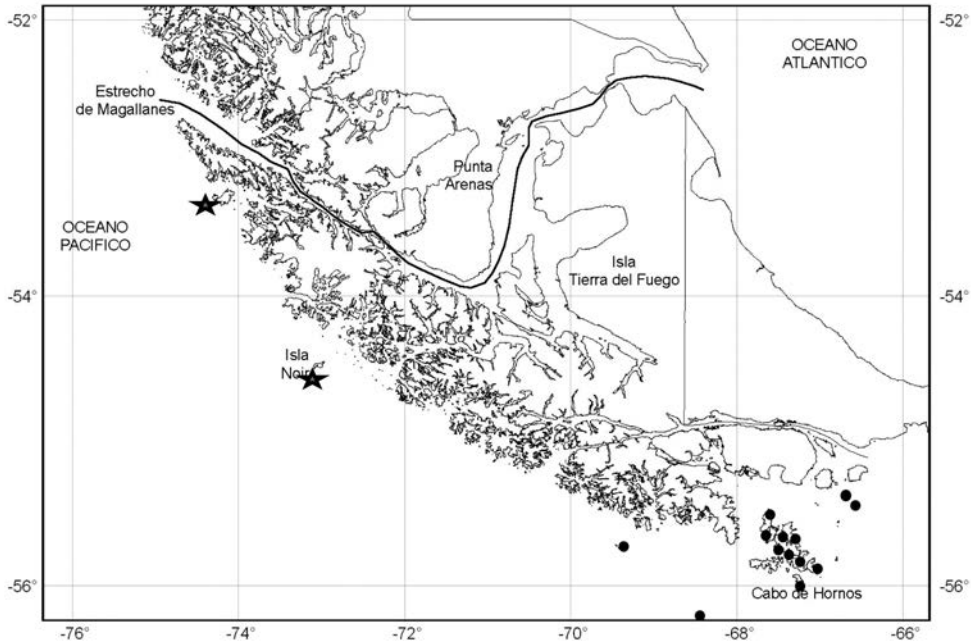 -52°
-52°
OCEANO
ATLANTICO
Estrecho
de Magallanes
Punta
Arenas
OCEANO
PACIFICO
Isla
Tierra del Fuego
-54°
-54°
Isla
Noir
-56°
-56°
Cabo de Hornos
-76°
-74°
-72°
-70°
-68°
-66°